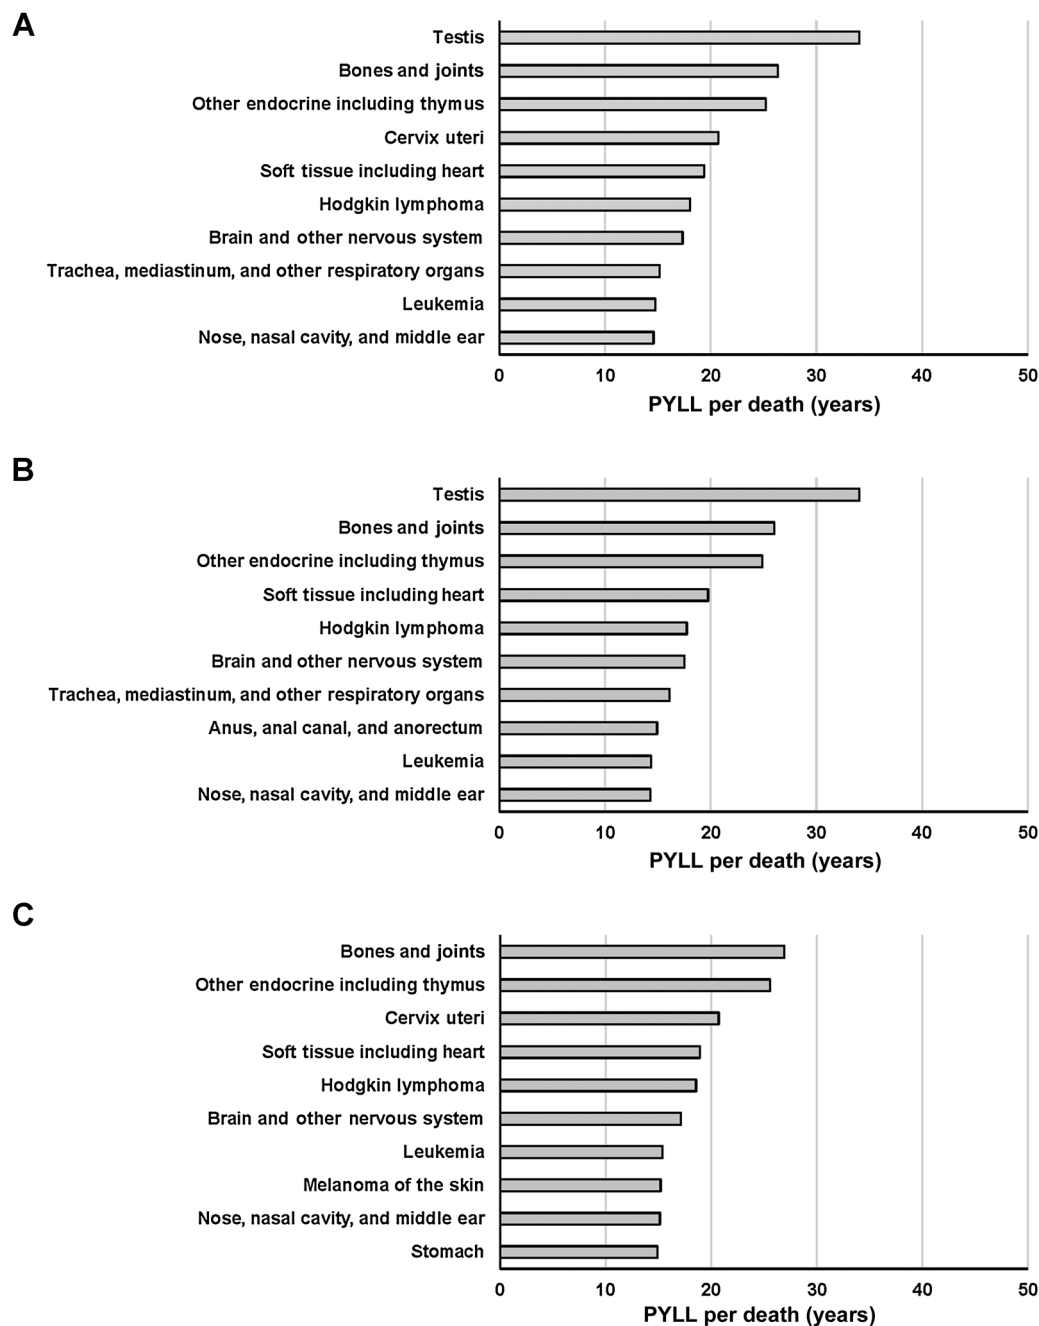 A
Testis
Bones and joints
Other endocrine including thymus
Cervix uteri
Soft tissue including heart
Hodgkin lymphoma
Brain and other nervous system
Trachea, mediastinum, and other respiratory organs
Leukemia
Nose, nasal cavity, and middle ear
0 10 20 30 40 50
PYLL per death (years)
B
Testis
Bones and joints
Other endocrine including thymus
Soft tissue including heart
Hodgkin lymphoma
Brain and other nervous system
Trachea, mediastinum, and other respiratory organs
Anus, anal canal, and anorectum
Leukemia
Nose, nasal cavity, and middle ear
0 10 20 30 40 50
PYLL per death (years)
C
Bones and joints
Other endocrine including thymus
Cervix uteri
Soft tissue including heart
Hodgkin lymphoma
Brain and other nervous system
Leukemia
Melanoma of the skin
Nose, nasal cavity, and middle ear
Stomach
0 10 20 30 40 50
PYLL per death (years)